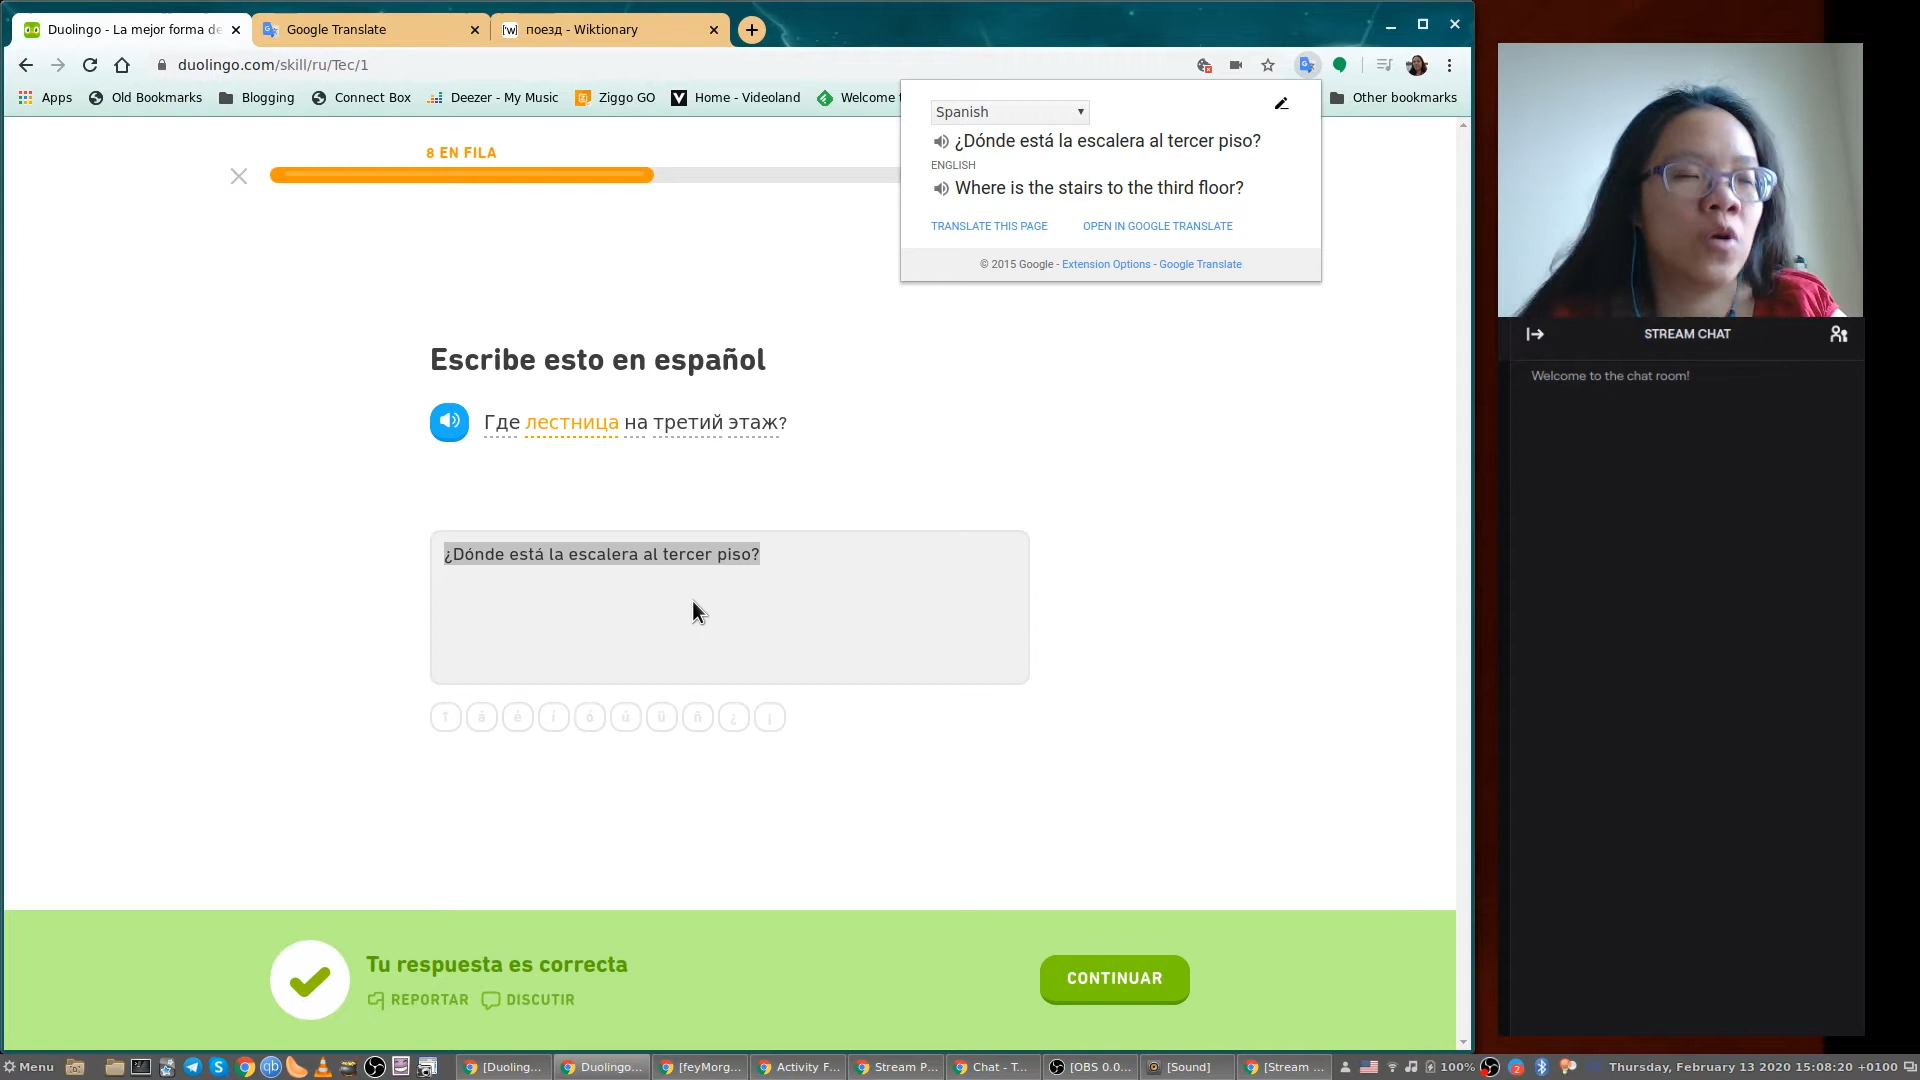 Duolingo - La mejor forma de
Google Translate
поезд - Wiktionary
duolingo.com/skill/ru/Tec/1
Apps
Old Bookmarks
Blogging
Connect Box
Deezer - My Music
Ziggo GO
Home - Videoland
Welcome t
Other bookmarks
Spanish
¿Dónde está la escalera al tercer piso?
ENGLISH
Where is the stairs to the third floor?
TRANSLATE THIS PAGE
OPEN IN GOOGLE TRANSLATE
© 2015 Google - Extension Options - Google Translate
8 EN FILA
Escribe esto en español
Где лестница на третий этаж?
¿Dónde está la escalera al tercer piso?
↑ á é í ó ú ü ñ ¿ ¡
Tu respuesta es correcta
REPORTAR
DISCUTIR
CONTINUAR
STREAM CHAT
Welcome to the chat room!
Menu
[Duoling...
Duolingo...
[feyMorg...
Activity F...
Stream P...
Chat - T...
[OBS 0.0...
[Sound]
[Stream ...
100%
2
Thursday, February 13 2020 15:08:20 +0100